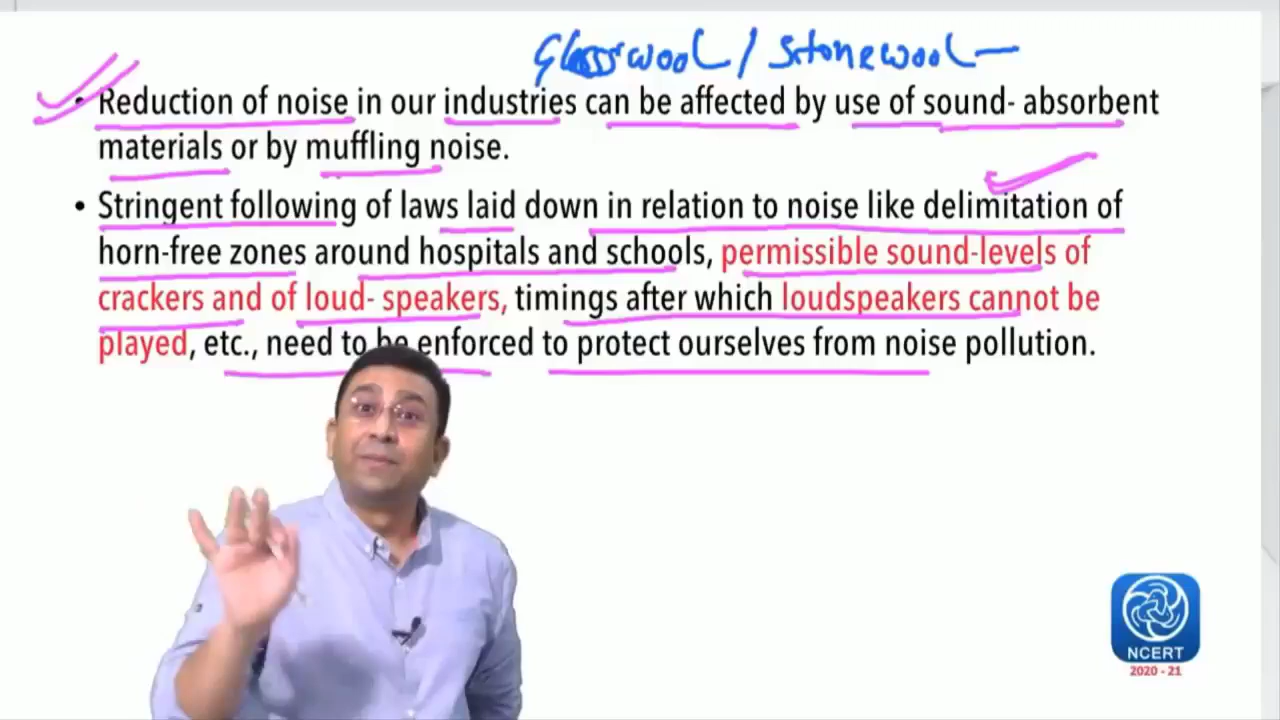 Glasswool / Stonewool
• Reduction of noise in our industries can be affected by use of sound- absorbent
materials or by muffling noise.
• Stringent following of laws laid down in relation to noise like delimitation of
horn-free zones around hospitals and schools, permissible sound-levels of
crackers and of loud- speakers, timings after which loudspeakers cannot be
played, etc., need to be enforced to protect ourselves from noise pollution.
NCERT
2020 - 21